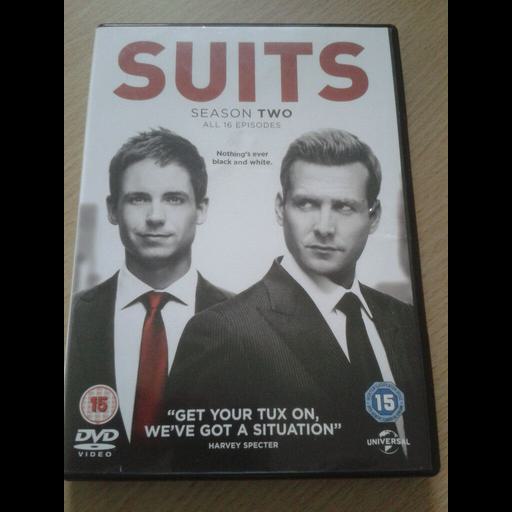 SUITS
SEASON TWO
ALL 16 EPISODES
Nothing's ever
black and white.
15
15
"GET YOUR TUX ON,
WE'VE GOT A SITUATION"
HARVEY SPECTER
DVD
VIDEO
UNIVERSAL